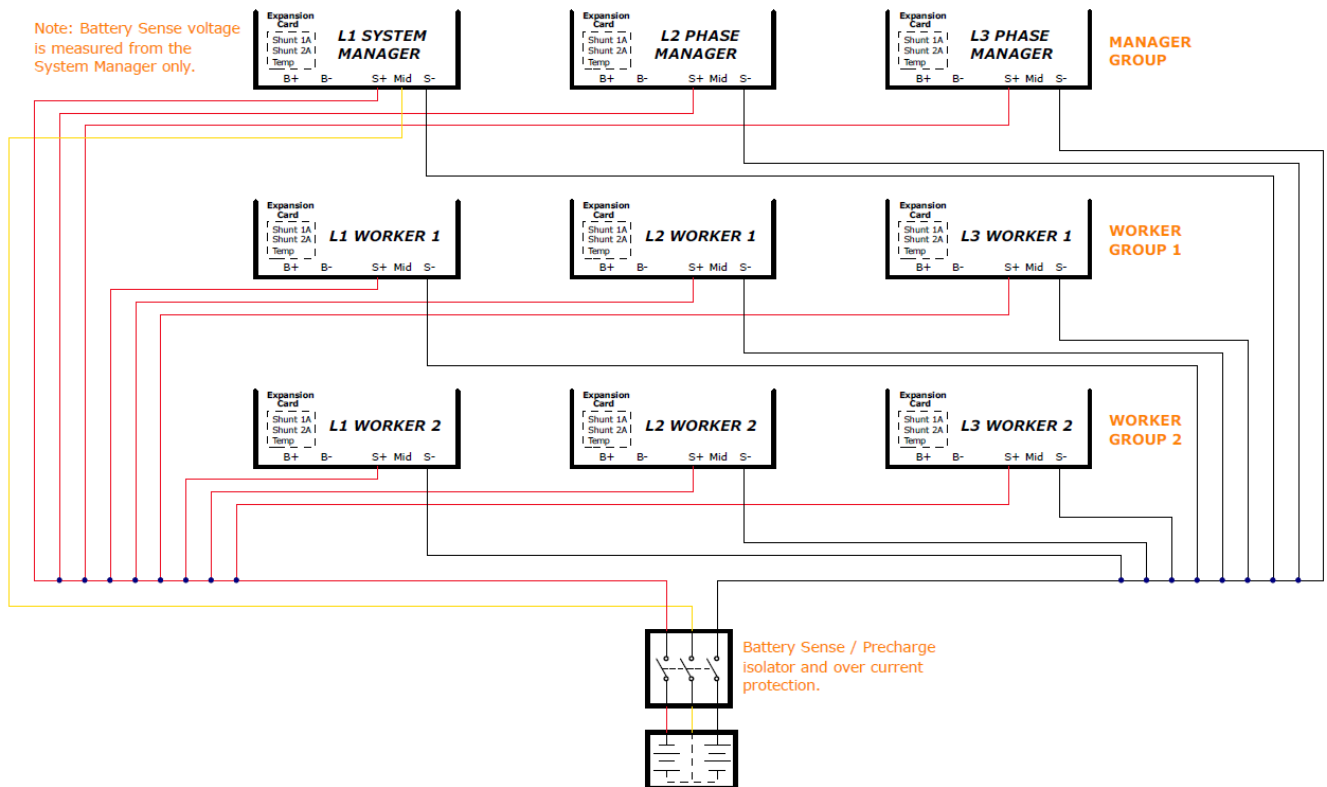 Note: Battery Sense voltage
is measured from the
System Manager only.
Expansion
Card
Shunt 1A
Shunt 2A
Temp
L1 SYSTEM
MANAGER
B+ B- S+ Mid S-
Expansion
Card
Shunt 1A
Shunt 2A
Temp
L2 PHASE
MANAGER
B+ B- S+ Mid S-
Expansion
Card
Shunt 1A
Shunt 2A
Temp
L3 PHASE
MANAGER
B+ B- S+ Mid S-
MANAGER
GROUP
Expansion
Card
Shunt 1A
Shunt 2A
Temp
L1 WORKER 1
B+ B- S+ Mid S-
Expansion
Card
Shunt 1A
Shunt 2A
Temp
L2 WORKER 1
B+ B- S+ Mid S-
Expansion
Card
Shunt 1A
Shunt 2A
Temp
L3 WORKER 1
B+ B- S+ Mid S-
WORKER
GROUP 1
Expansion
Card
Shunt 1A
Shunt 2A
Temp
L1 WORKER 2
B+ B- S+ Mid S-
Expansion
Card
Shunt 1A
Shunt 2A
Temp
L2 WORKER 2
B+ B- S+ Mid S-
Expansion
Card
Shunt 1A
Shunt 2A
Temp
L3 WORKER 2
B+ B- S+ Mid S-
WORKER
GROUP 2
Battery Sense / Precharge
isolator and over current
protection.